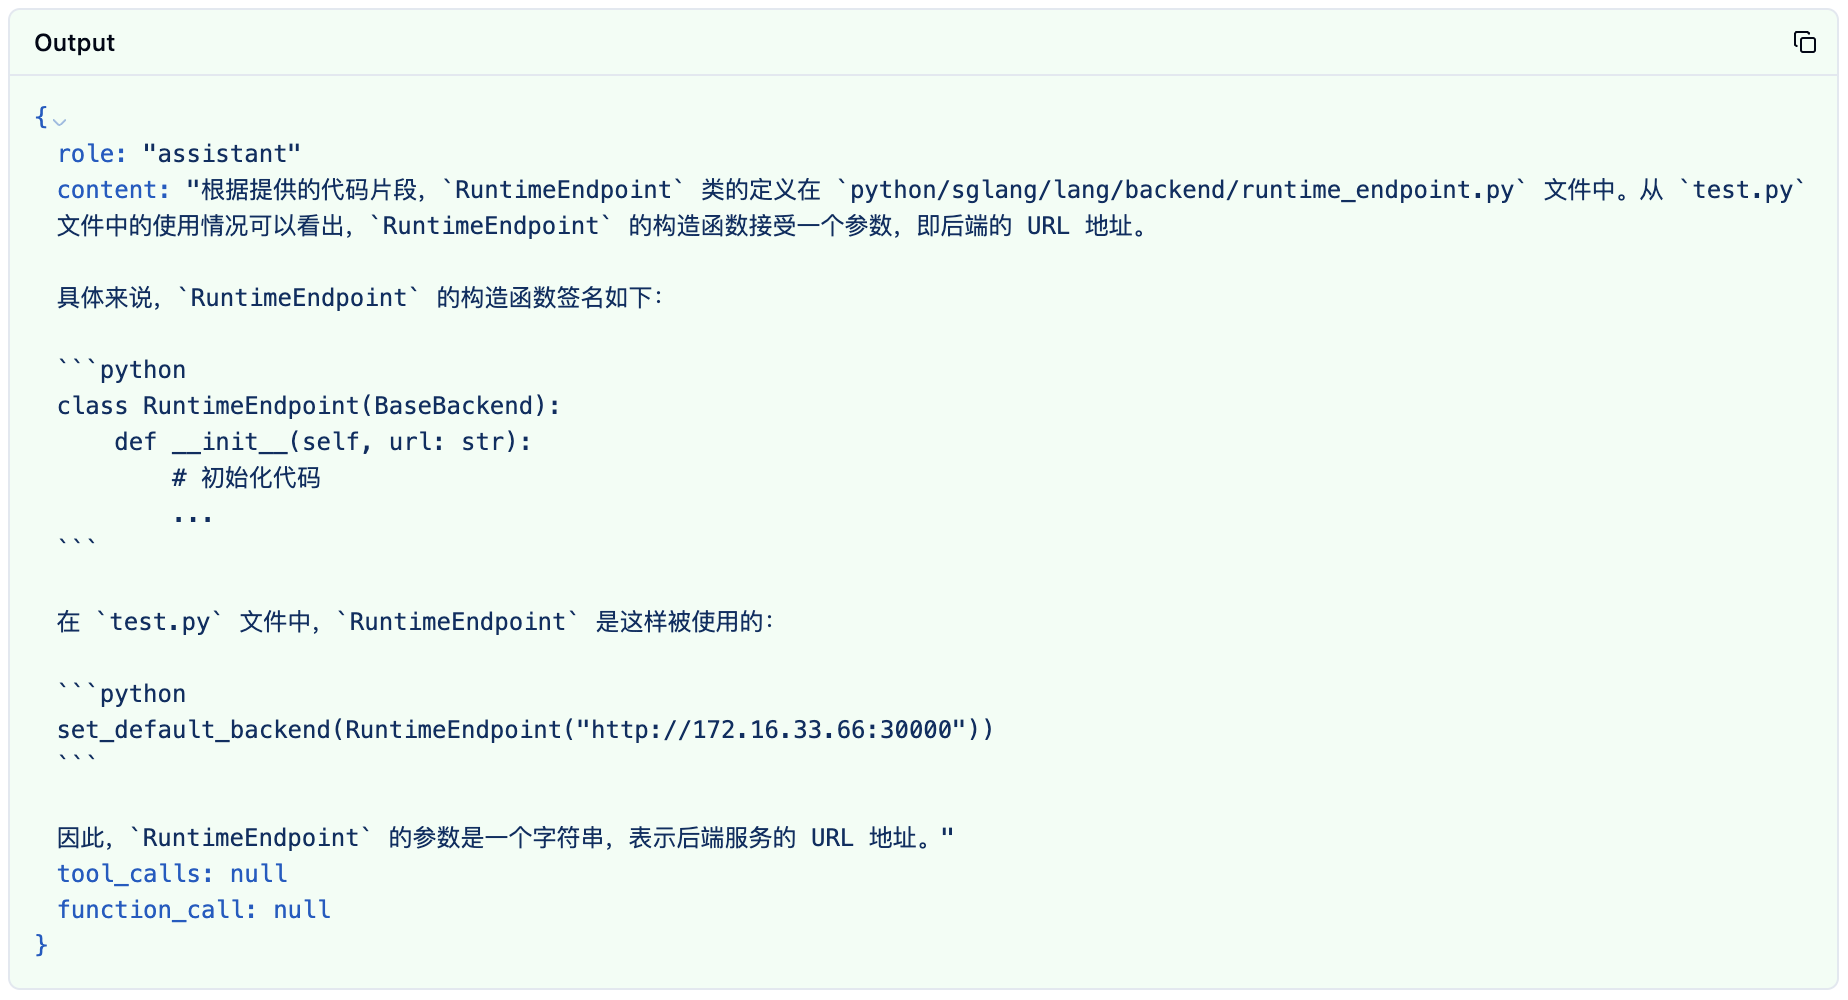 Output
{
role: "assistant"
content: "根据提供的代码片段，`RuntimeEndpoint` 类的定义在 `python/sglang/lang/backend/runtime_endpoint.py` 文件中。从 `test.py`
文件中的使用情况可以看出，`RuntimeEndpoint` 的构造函数接受一个参数，即后端的 URL 地址。
具体来说，`RuntimeEndpoint` 的构造函数签名如下：
```python
class RuntimeEndpoint(BaseBackend):
    def __init__(self, url: str):
        # 初始化代码
        ...
```
在 `test.py` 文件中，`RuntimeEndpoint` 是这样被使用的：
```python
set_default_backend(RuntimeEndpoint("http://172.16.33.66:30000"))
```
因此，`RuntimeEndpoint` 的参数是一个字符串，表示后端服务的 URL 地址。"
tool_calls: null
function_call: null
}